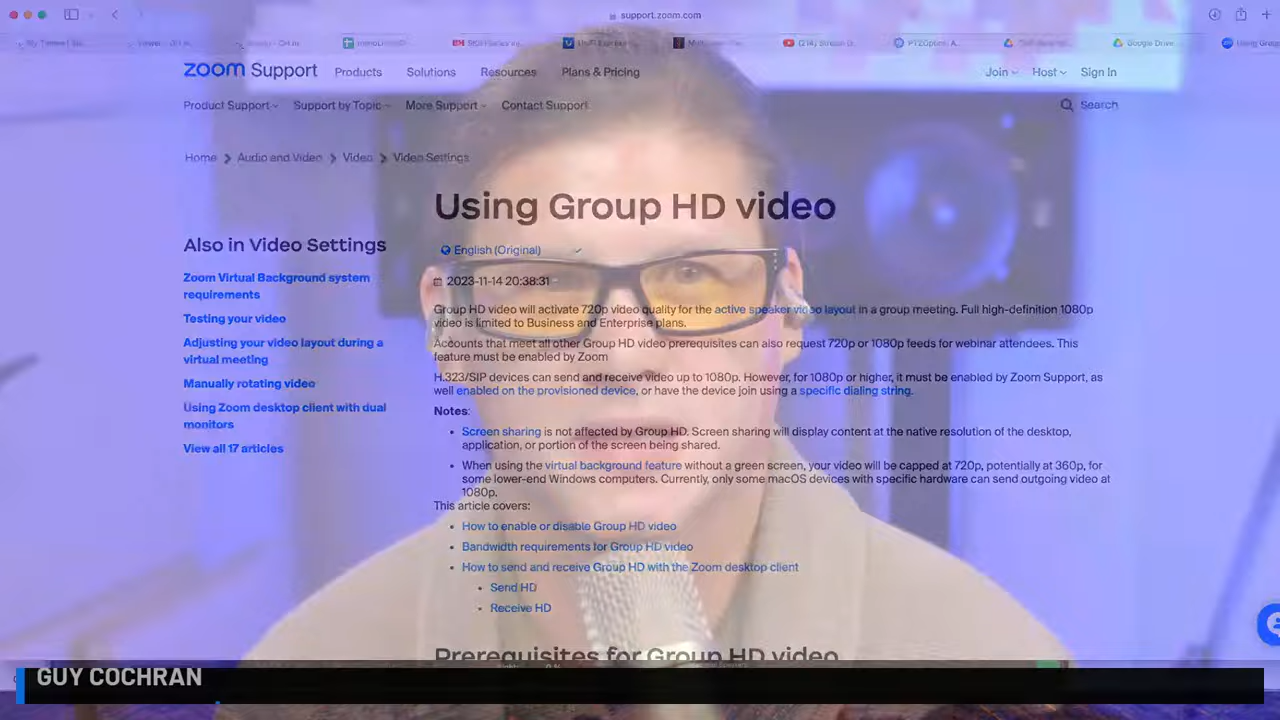 support.zoom.com
Google Drive
zoom Support Products Solutions Resources Plans & Pricing Join Host Sign In
Product Support Support by Topic More Support Contact Support Search
Home Audio and Video Video Video Settings
Using Group HD video
Also in Video Settings
English (Original)
Zoom Virtual Background system
requirements
2023-11-14 20:38:31
Testing your video
Group HD video will activate 720p video quality for the active speaker video layout in a group meeting. Full high-definition 1080p
video is limited to Business and Enterprise plans.
Adjusting your video layout during a
virtual meeting
Accounts that meet all other Group HD video prerequisites can also request 720p or 1080p feeds for webinar attendees. This
feature must be enabled by Zoom
Manually rotating video
H.323/SIP devices can send and receive video up to 1080p. However, for 1080p or higher, it must be enabled by Zoom Support, as
well enabled on the provisioned device, or have the device join using a specific dialing string.
Using Zoom desktop client with dual
monitors
Notes:
View all 17 articles
Screen sharing is not affected by Group HD. Screen sharing will display content at the native resolution of the desktop,
application, or portion of the screen being shared.
When using the virtual background feature without a green screen, your video will be capped at 720p, potentially at 360p, for
some lower-end Windows computers. Currently, only some macOS devices with specific hardware can send outgoing video at
1080p.
This article covers:
How to enable or disable Group HD video
Bandwidth requirements for Group HD video
How to send and receive Group HD with the Zoom desktop client
Send HD
Receive HD
Prerequisites for Group HD video
GUY COCHRAN